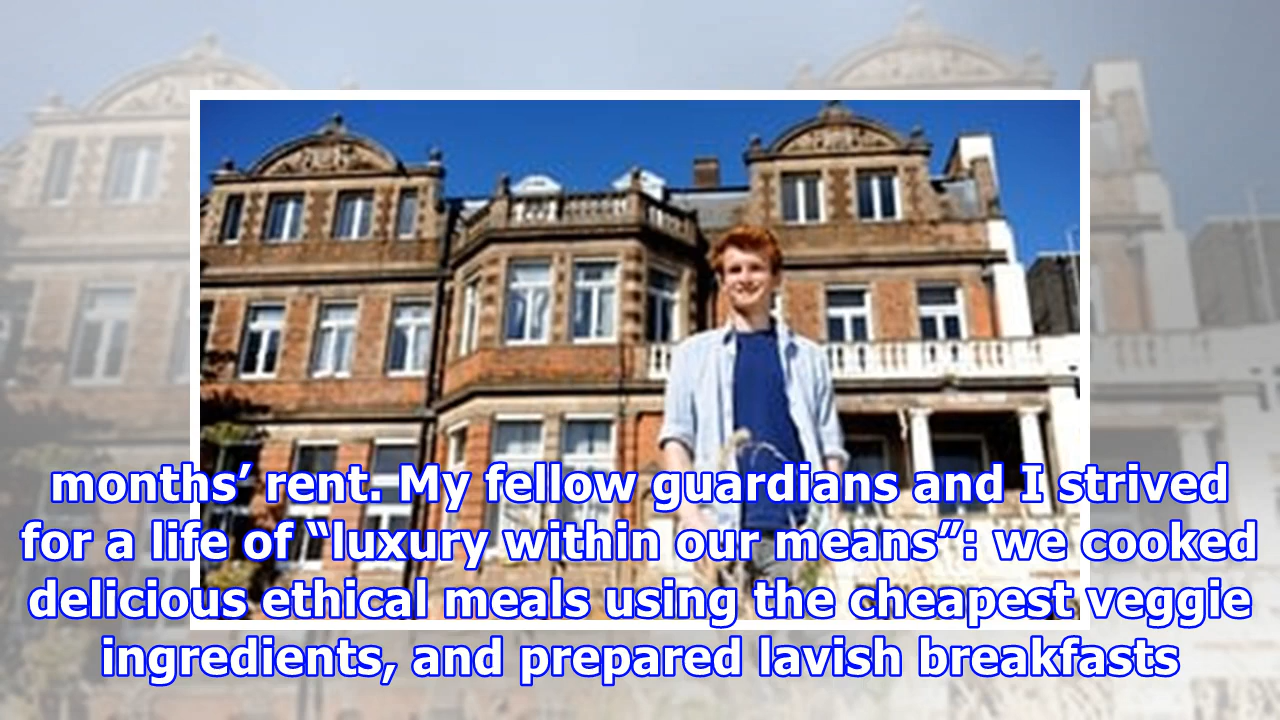 months’ rent. My fellow guardians and I strived
for a life of “luxury within our means”: we cooked
delicious ethical meals using the cheapest veggie
ingredients, and prepared lavish breakfasts